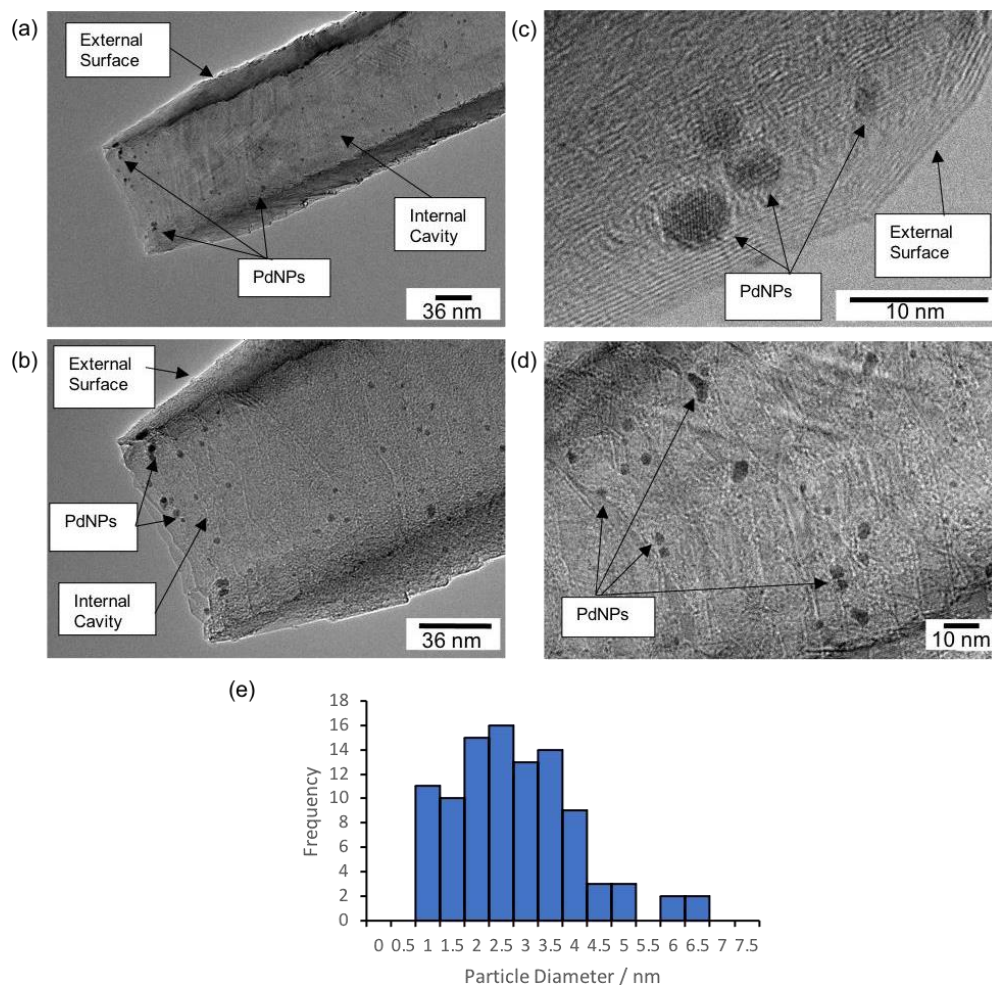 (a)
External
Surface
PdNPs
Internal
Cavity
36 nm
(b)
External
Surface
PdNPs
Internal
Cavity
36 nm
(c)
PdNPs
External
Surface
10 nm
(d)
PdNPs
10 nm
(e)
18
16
14
12
10
8
6
4
2
0
Frequency
0 0.5 1 1.5 2 2.5 3 3.5 4 4.5 5 5.5 6 6.5 7 7.5
Particle Diameter / nm